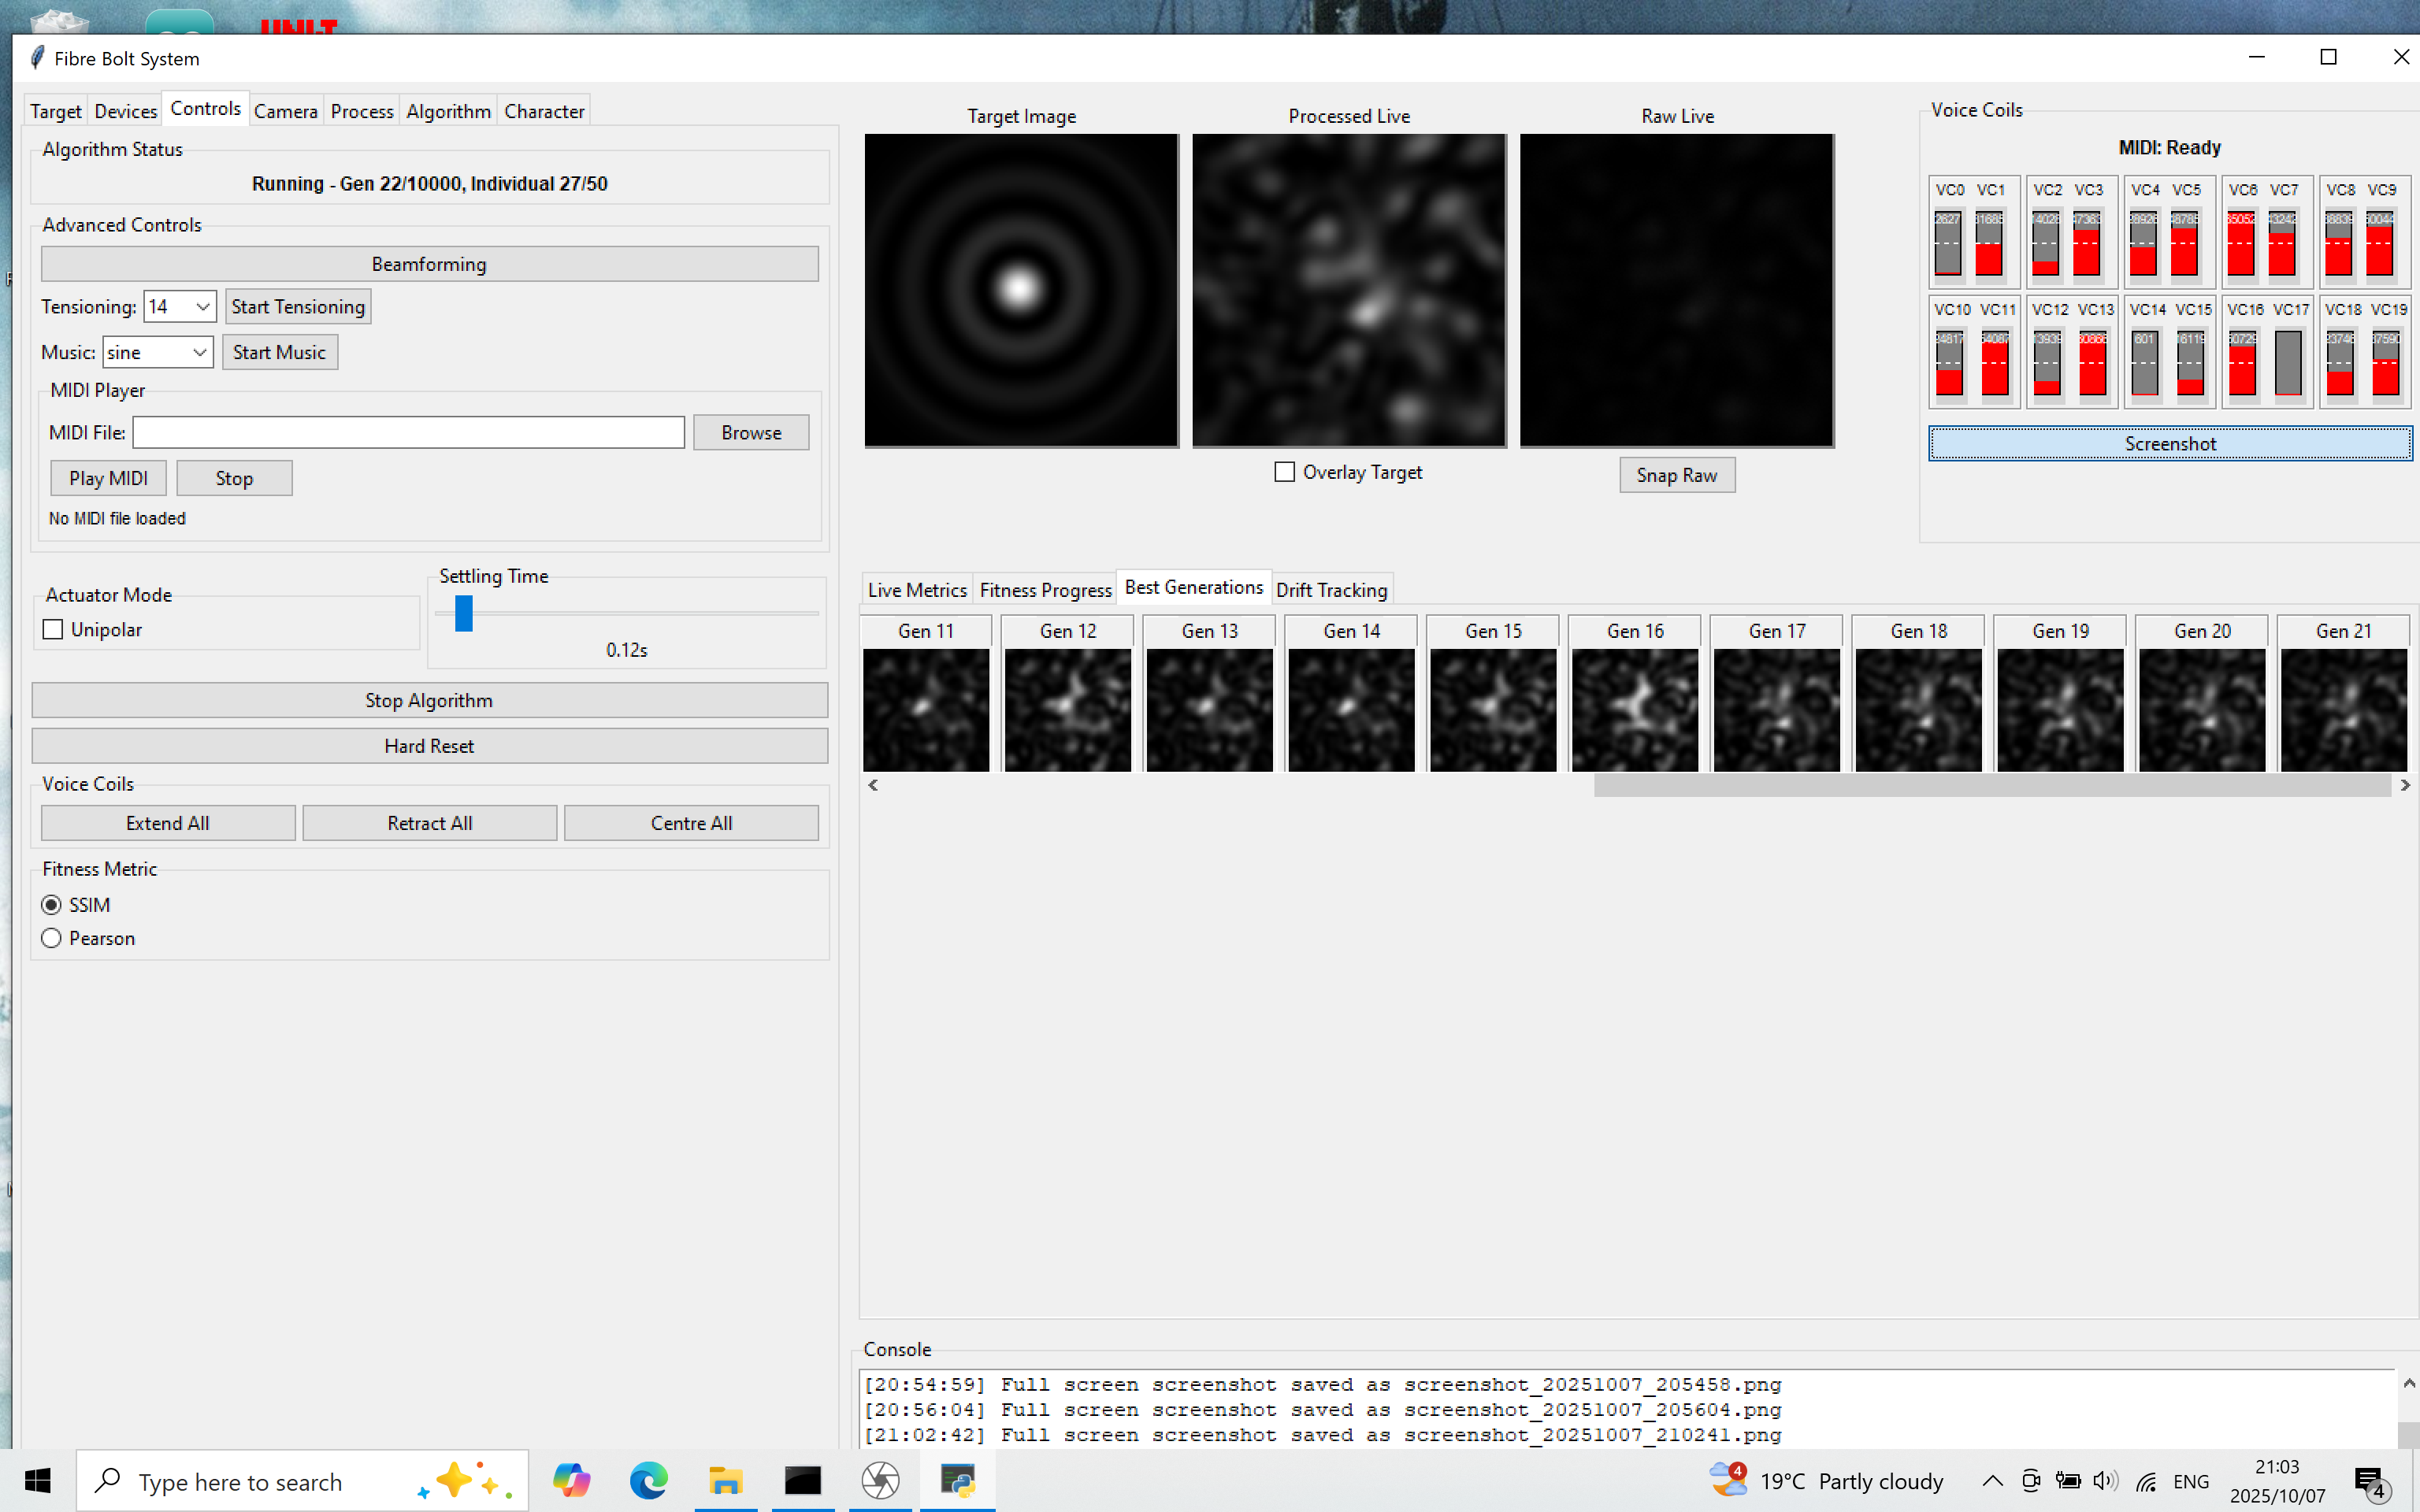 UNI-T
Fibre Bolt System
Target Devices Controls Camera Process Algorithm Character
Algorithm Status
Running - Gen 22/10000, Individual 27/50
Advanced Controls
Beamforming
Tensioning: 14 Start Tensioning
Music: sine Start Music
MIDI Player
MIDI File: Browse
Play MIDI Stop
No MIDI file loaded
Actuator Mode
Unipolar
Settling Time
0.12s
Stop Algorithm
Hard Reset
Voice Coils
Extend All Retract All Centre All
Fitness Metric
SSIM
Pearson
Target Image Processed Live Raw Live
Overlay Target Snap Raw
Voice Coils
MIDI: Ready
VC0 VC1 VC2 VC3 VC4 VC5 VC6 VC7 VC8 VC9
VC10 VC11 VC12 VC13 VC14 VC15 VC16 VC17 VC18 VC19
601
Screenshot
Live Metrics Fitness Progress Best Generations Drift Tracking
Gen 11 Gen 12 Gen 13 Gen 14 Gen 15 Gen 16 Gen 17 Gen 18 Gen 19 Gen 20 Gen 21
Console
[20:54:59] Full screen screenshot saved as screenshot_20251007_205458.png
[20:56:04] Full screen screenshot saved as screenshot_20251007_205604.png
[21:02:42] Full screen screenshot saved as screenshot_20251007_210241.png
Type here to search
4
19°C Partly cloudy
ENG
21:03
2025/10/07
4